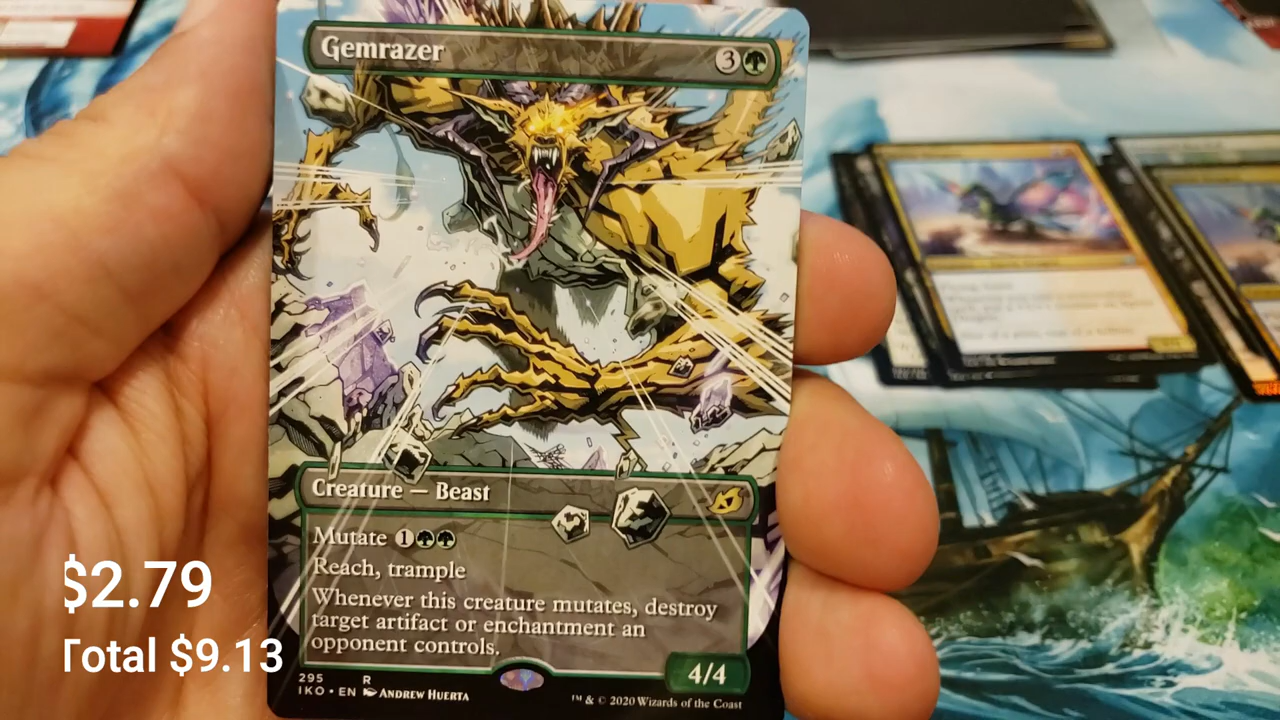 Gemrazer 3
Creature — Beast
Mutate 1
Reach, trample
Whenever this creature mutates, destroy
target artifact or enchantment an
opponent controls.
4/4
295 R
IKO • EN ANDREW HUERTA
™ & © 2020 Wizards of the Coast
$2.79
Total $9.13